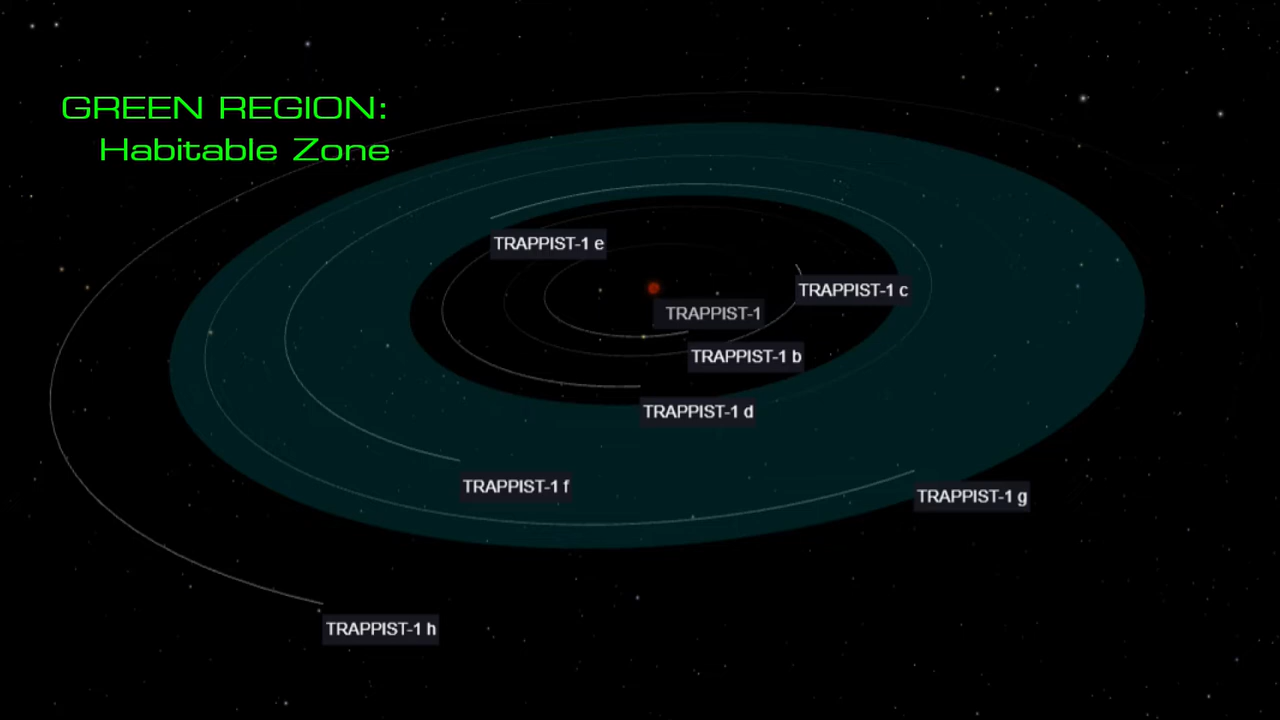 GREEN REGION:
Habitable Zone
TRAPPIST-1 e
TRAPPIST-1 c
TRAPPIST-1
TRAPPIST-1 b
TRAPPIST-1 d
TRAPPIST-1 f
TRAPPIST-1 g
TRAPPIST-1 h